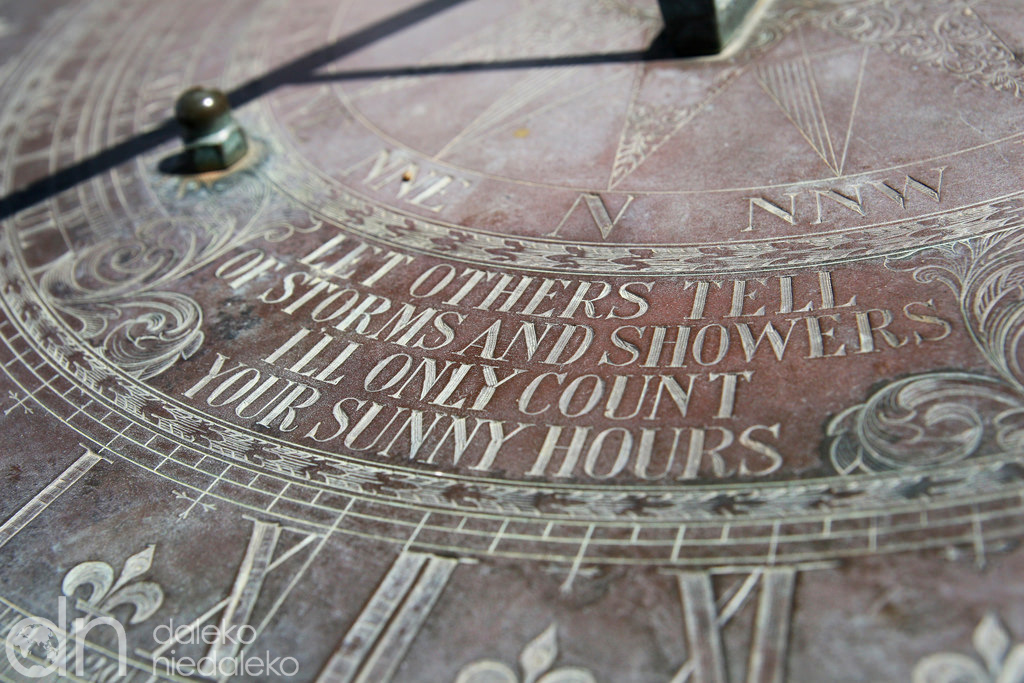 NNE N NNW
LET OTHERS TELL
OF STORMS AND SHOWERS
I'LL ONLY COUNT
YOUR SUNNY HOURS
dn daleko
niedaleko